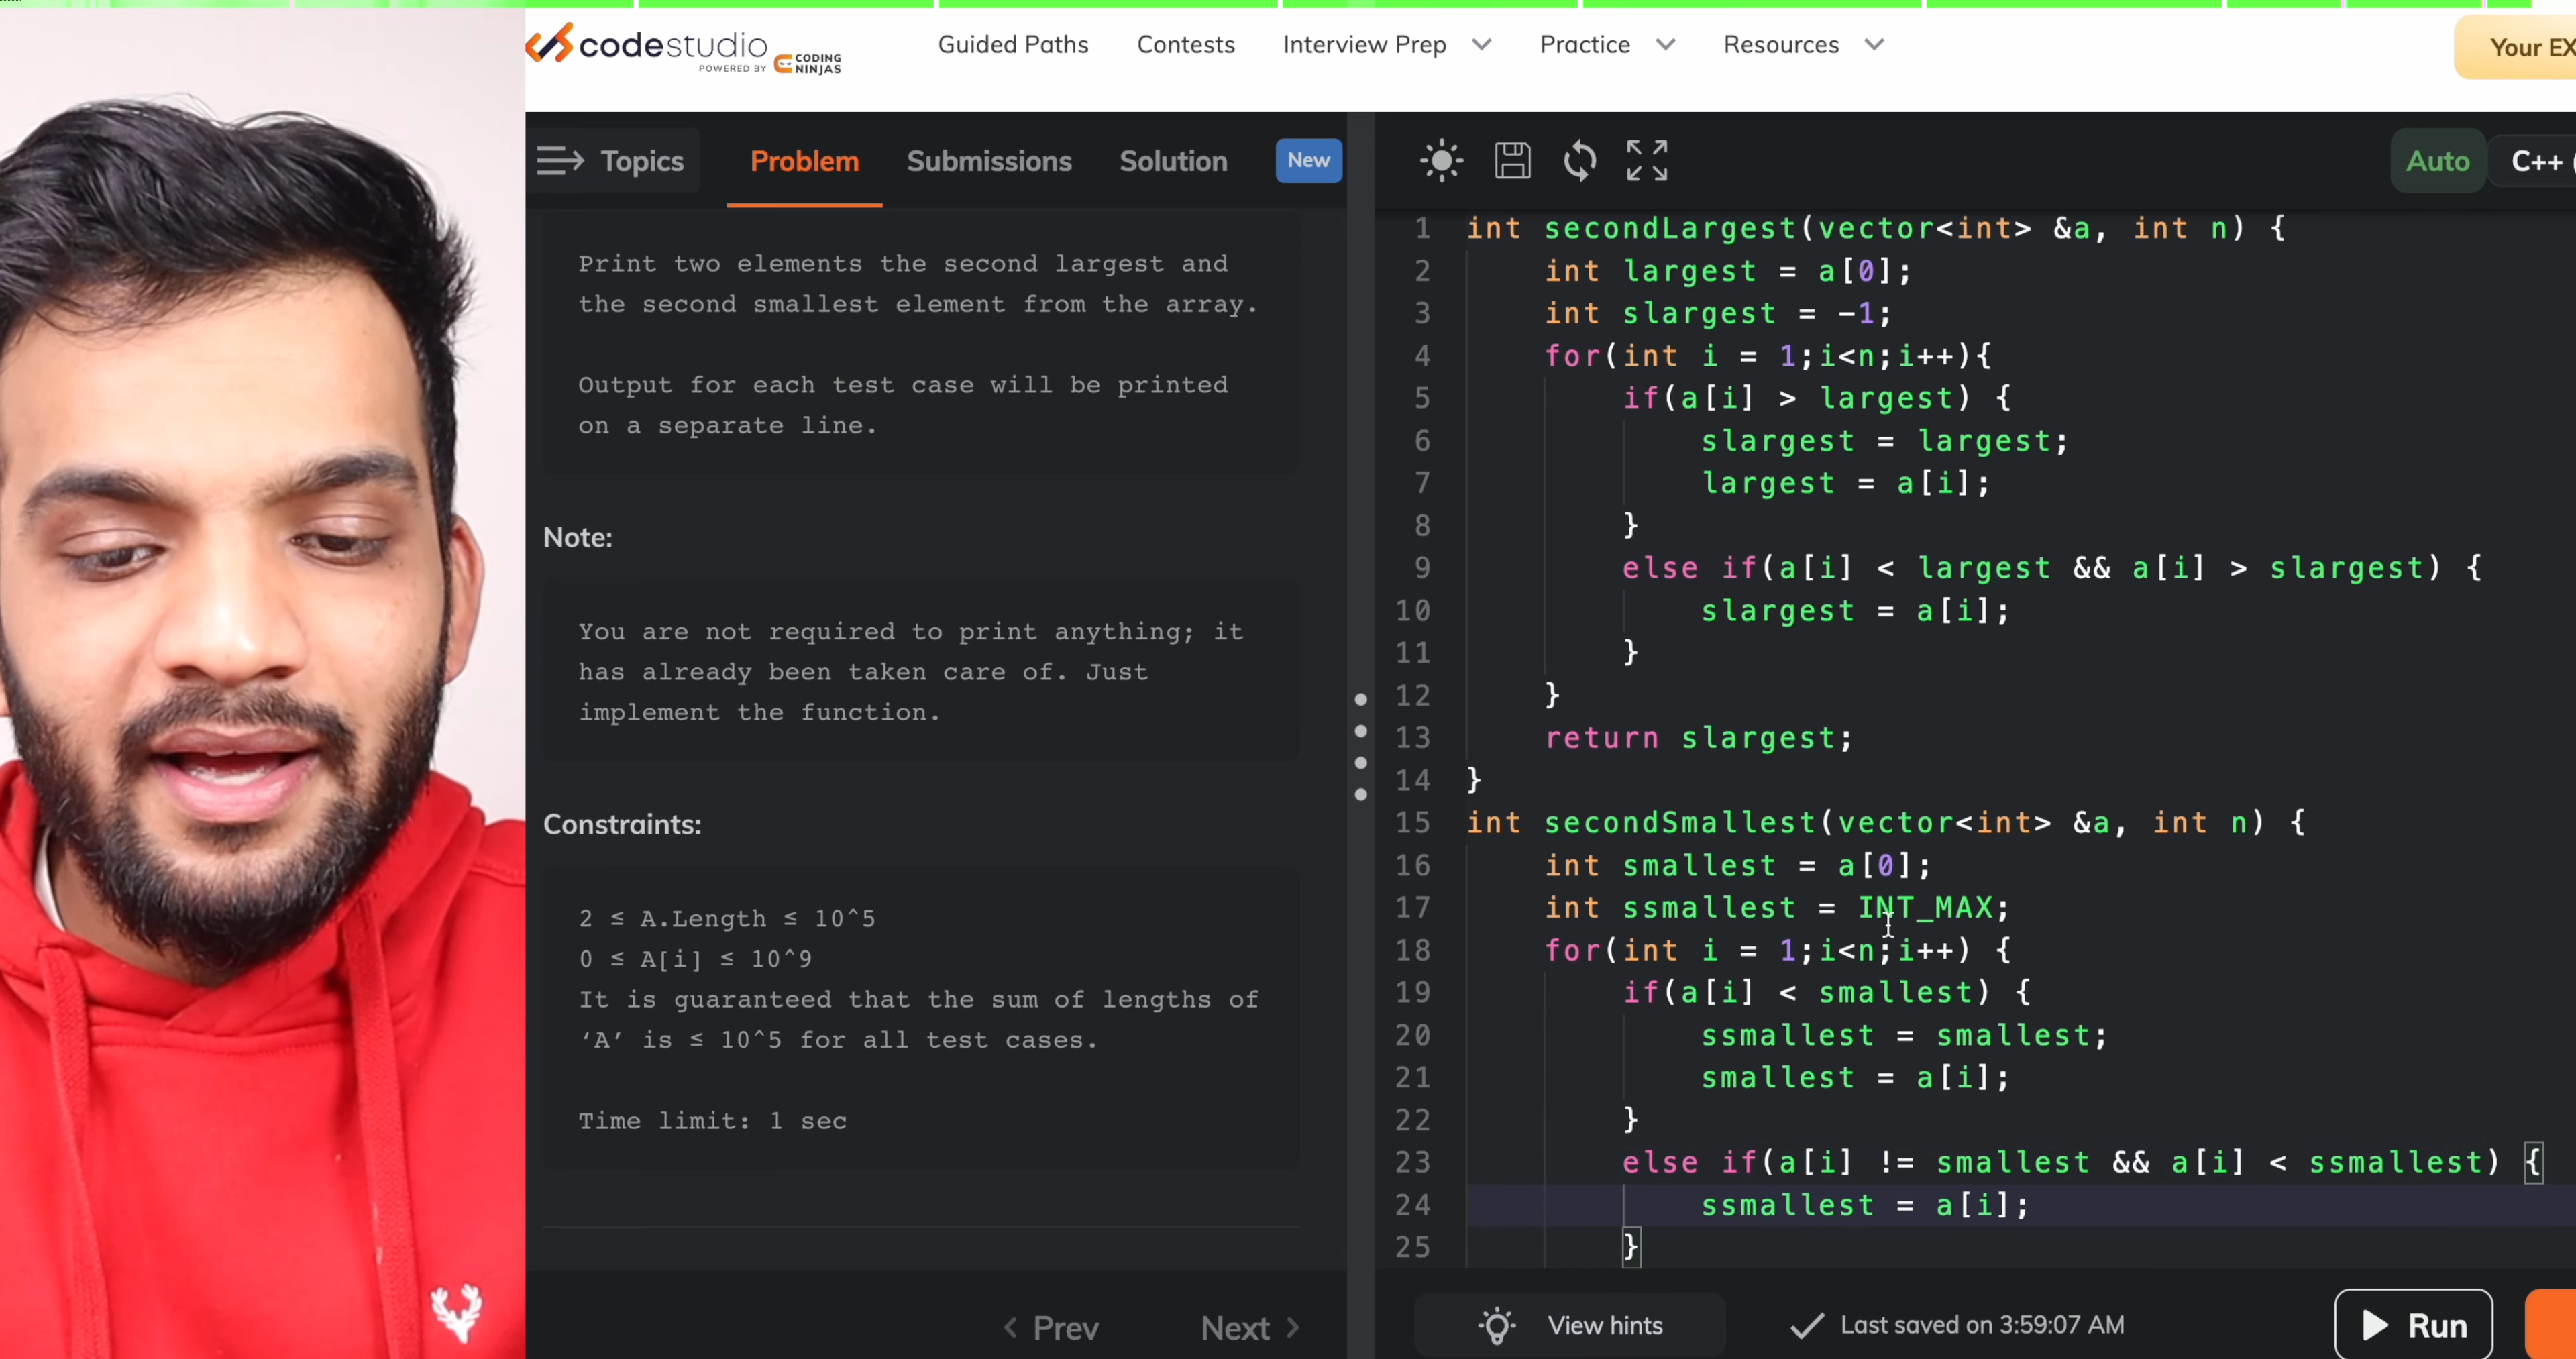 codestudio
POWERED BY CODING NINJAS
Guided Paths Contests Interview Prep Practice Resources
Your EX
Topics Problem Submissions Solution New
Auto C++ (
Print two elements the second largest and
the second smallest element from the array.
Output for each test case will be printed
on a separate line.
Note:
You are not required to print anything; it
has already been taken care of. Just
implement the function.
Constraints:
2 ≤ A.Length ≤ 10^5
0 ≤ A[i] ≤ 10^9
It is guaranteed that the sum of lengths of
‘A’ is ≤ 10^5 for all test cases.
Time limit: 1 sec
Prev Next
1 int secondLargest(vector<int> &a, int n) {
2 int largest = a[0];
3 int slargest = -1;
4 for(int i = 1;i<n;i++){
5 if(a[i] > largest) {
6 slargest = largest;
7 largest = a[i];
8 }
9 else if(a[i] < largest && a[i] > slargest) {
10 slargest = a[i];
11 }
12 }
13 return slargest;
14 }
15 int secondSmallest(vector<int> &a, int n) {
16 int smallest = a[0];
17 int ssmallest = INT_MAX;
18 for(int i = 1;i<n;i++) {
19 if(a[i] < smallest) {
20 ssmallest = smallest;
21 smallest = a[i];
22 }
23 else if(a[i] != smallest && a[i] < ssmallest) {
24 ssmallest = a[i];
25 }
View hints Last saved on 3:59:07 AM Run